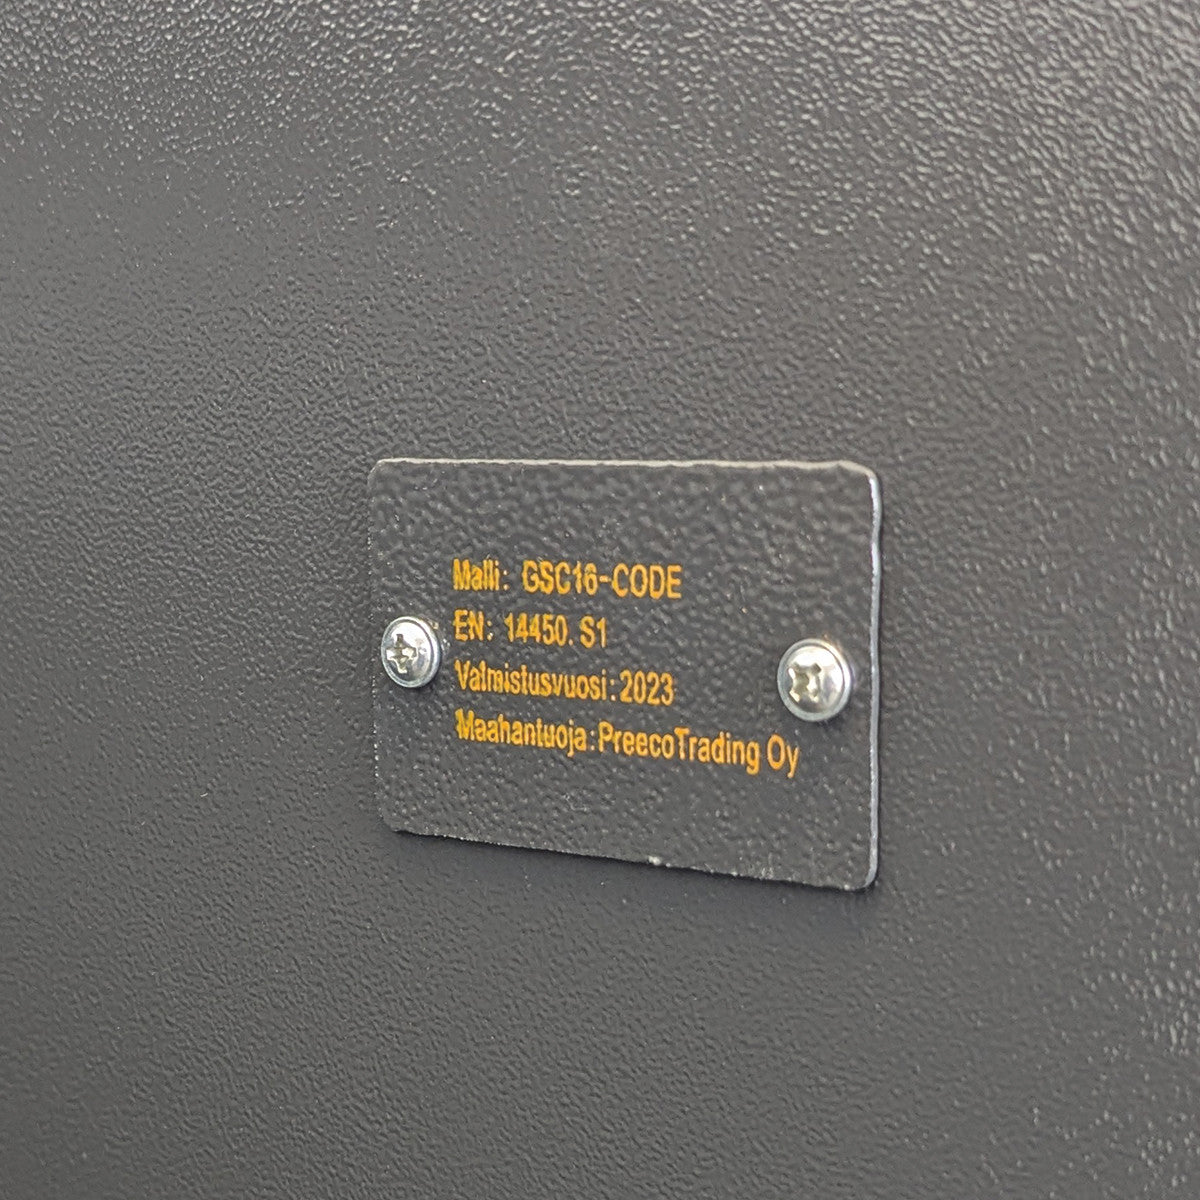 Malli: GSC16-CODE
EN: 14450. S1
Valmistusvuosi:2023
Maahantuoja:PreecoTrading Oy